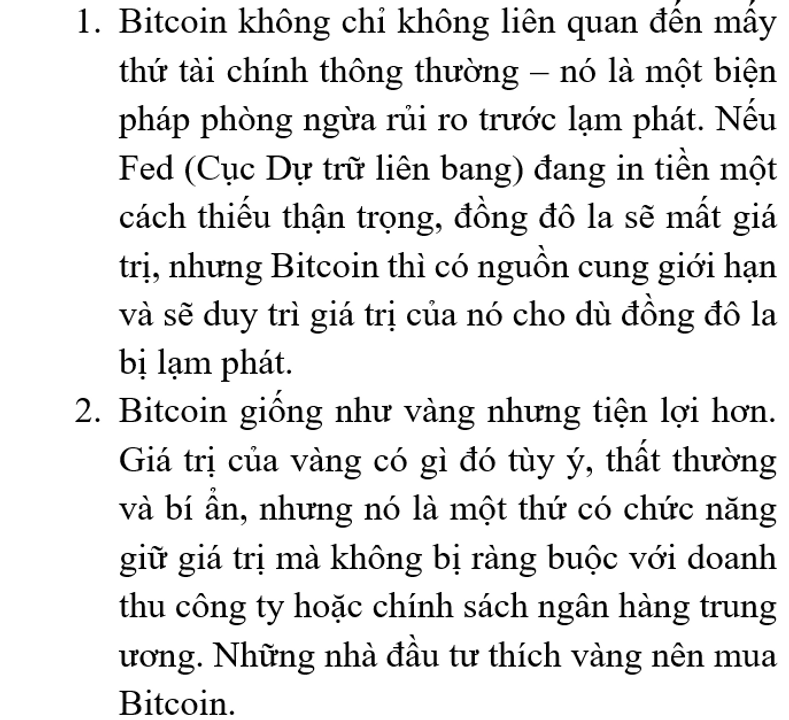 1. Bitcoin không chỉ không liên quan đến mấy
thứ tài chính thông thường – nó là một biện
pháp phòng ngừa rủi ro trước lạm phát. Nếu
Fed (Cục Dự trữ liên bang) đang in tiền một
cách thiếu thận trọng, đồng đô la sẽ mất giá
trị, nhưng Bitcoin thì có nguồn cung giới hạn
và sẽ duy trì giá trị của nó cho dù đồng đô la
bị lạm phát.
2. Bitcoin giống như vàng nhưng tiện lợi hơn.
Giá trị của vàng có gì đó tùy ý, thất thường
và bí ẩn, nhưng nó là một thứ có chức năng
giữ giá trị mà không bị ràng buộc với doanh
thu công ty hoặc chính sách ngân hàng trung
ương. Những nhà đầu tư thích vàng nên mua
Bitcoin.